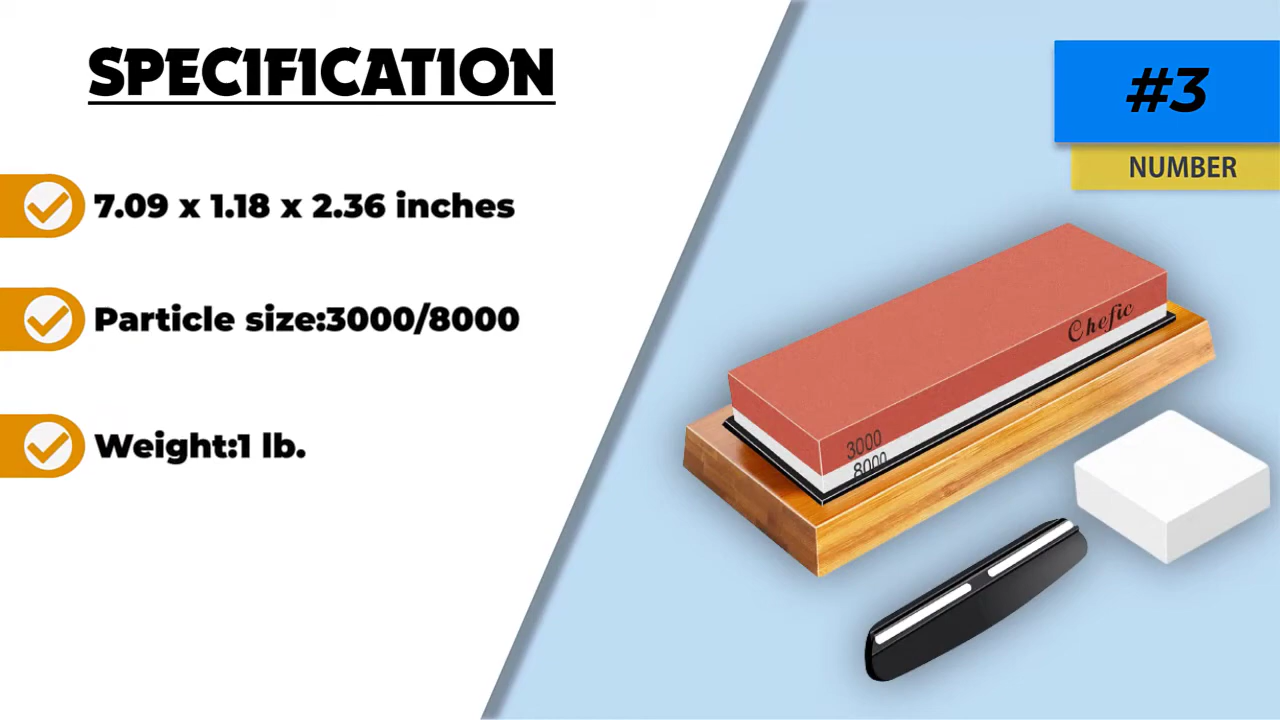 SPECIFICATION
7.09 x 1.18 x 2.36 inches
Particle size:3000/8000
Weight:1 lb.
#3
NUMBER
Chefic
3000
8000